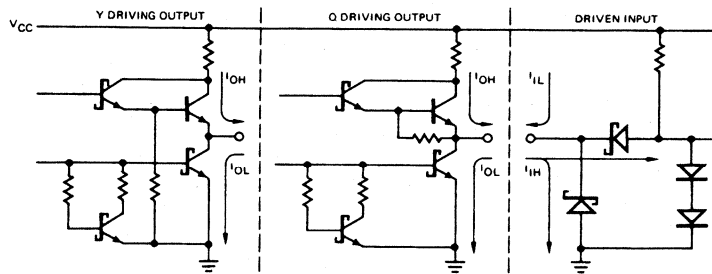 Y DRIVING OUTPUT
Q DRIVING OUTPUT
DRIVEN INPUT
VCC
IOH
IOH
IIL
IOL
IOL
IIH